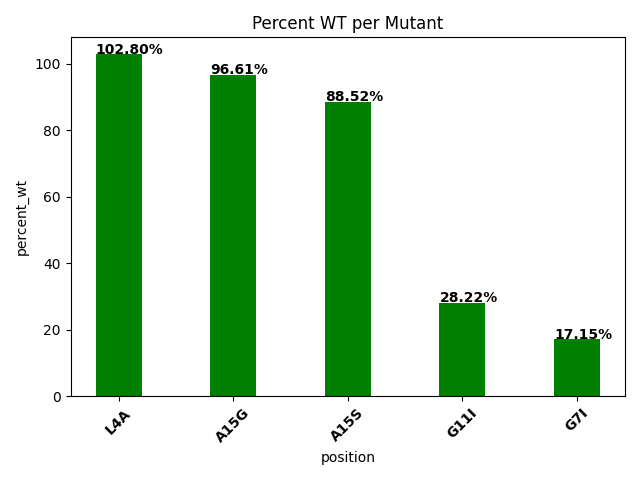 Percent WT per Mutant
102.80%
96.61%
88.52%
28.22%
17.15%
100
80
60
40
20
0
percent_wt
L4A
A15G
A15S
G11I
G7I
position